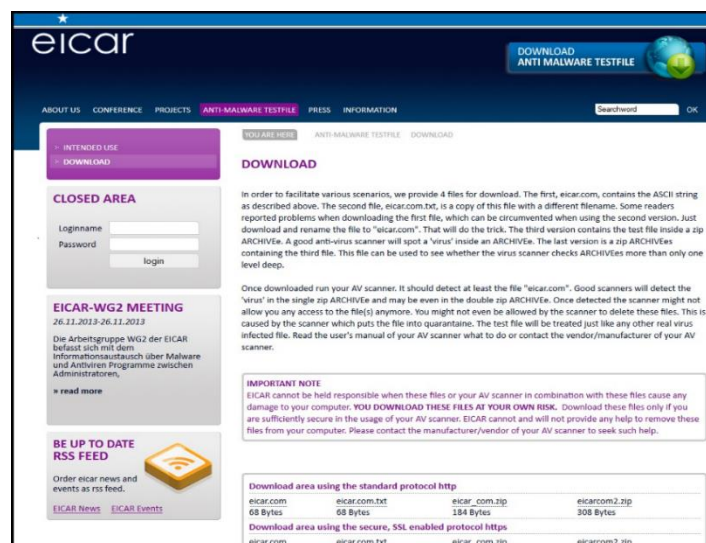 eicar
DOWNLOAD
ANTI MALWARE TESTFILE
ABOUT US CONFERENCE PROJECTS ANTI-MALWARE TESTFILE PRESS INFORMATION
Searchword OK
INTENDED USE
DOWNLOAD
CLOSED AREA
Loginname
Password
login
EICAR-WG2 MEETING
26.11.2013-26.11.2013
Die Arbeitsgruppe WG2 der EICAR
befasst sich mit dem
Informationsaustausch über Malware
und Antiviren Programme zwischen
Administratoren,
» read more
BE UP TO DATE
RSS FEED
Order eicar news and
events as rss feed.
EICAR News EICAR Events
YOU ARE HERE ANTI-MALWARE TESTFILE DOWNLOAD
DOWNLOAD
In order to facilitate various scenarios, we provide 4 files for download. The first, eicar.com, contains the ASCII string
as described above. The second file, eicar.com.txt, is a copy of this file with a different filename. Some readers
reported problems when downloading the first file, which can be circumvented when using the second version. Just
download and rename the file to "eicar.com". That will do the trick. The third version contains the test file inside a zip
ARCHIVEe. A good anti-virus scanner will spot a 'virus' inside an ARCHIVEe. The last version is a zip ARCHIVEes
containing the third file. This file can be used to see whether the virus scanner checks ARCHIVEes more than only one
level deep.
Once downloaded run your AV scanner. It should detect at least the file "eicar.com". Good scanners will detect the
'virus' in the single zip ARCHIVEe and may be even in the double zip ARCHIVEe. Once detected the scanner might not
allow you any access to the file(s) anymore. You might not even be allowed by the scanner to delete these files. This is
caused by the scanner which puts the file into quarantaine. The test file will be treated just like any other real virus
infected file. Read the user's manual of your AV scanner what to do or contact the vendor/manufacturer of your AV
scanner.
IMPORTANT NOTE
EICAR cannot be held responsible when these files or your AV scanner in combination with these files cause any
damage to your computer. YOU DOWNLOAD THESE FILES AT YOUR OWN RISK. Download these files only if you
are sufficiently secure in the usage of your AV scanner. EICAR cannot and will not provide any help to remove these
files from your computer. Please contact the manufacturer/vendor of your AV scanner to seek such help.
Download area using the standard protocol http
eicar.com eicar.com.txt eicar_com.zip eicarcom2.zip
68 Bytes 68 Bytes 184 Bytes 308 Bytes
Download area using the secure, SSL enabled protocol https
eicar.com eicar.com.txt eicar_com.zip eicarcom2.zip